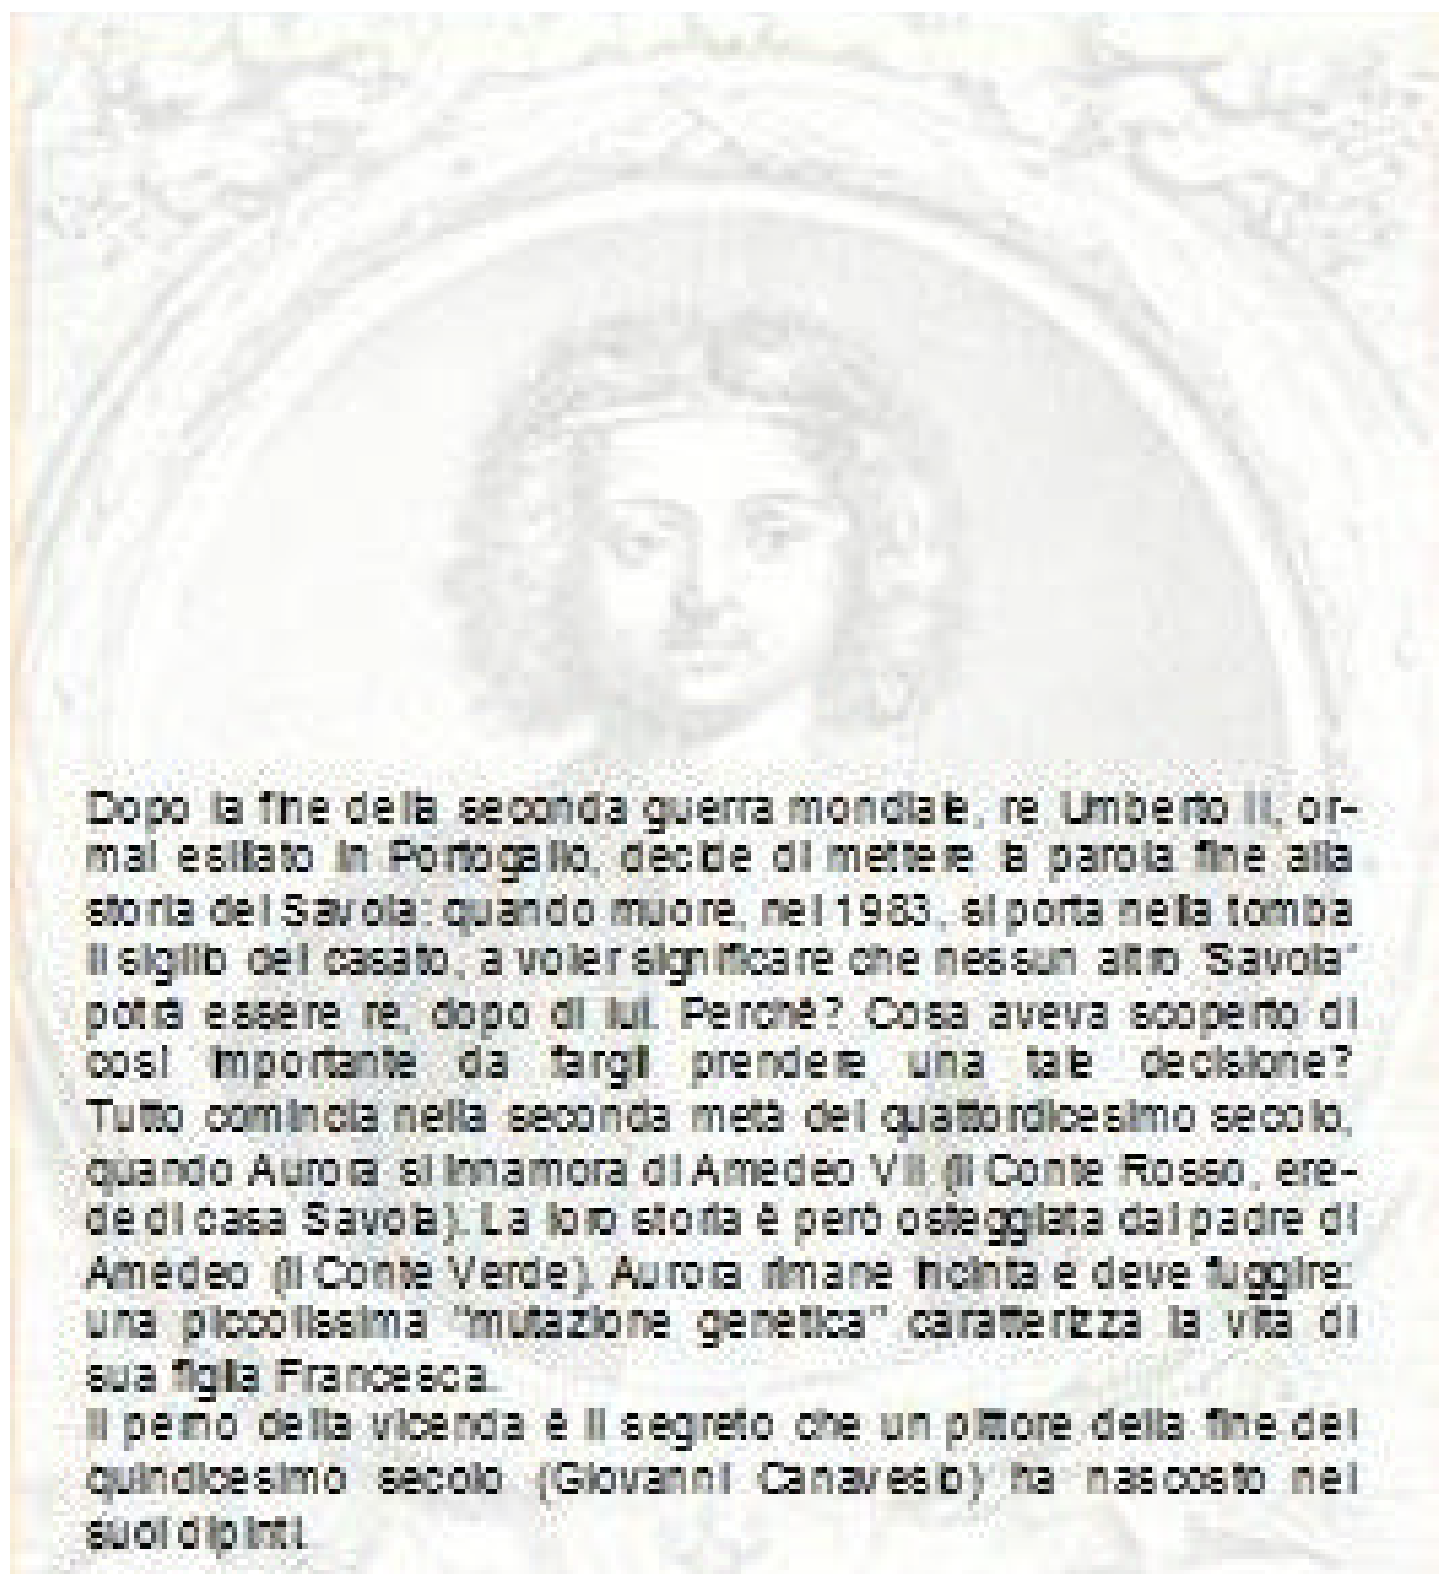 Dopo la fine della seconda guerra mondiale, re Umberto II, or-
mai esiliato in Portogallo, decide di mettere la parola fine alla
storia dei Savoia: quando muore, nel 1983, si porta nella tomba
il sigillo del casato, a voler significare che nessun altro 'Savoia'
potrà essere re, dopo di lui. Perché? Cosa aveva scoperto di
così importante da fargli prendere una tale decisione?
Tutto comincia nella seconda metà del quattordicesimo secolo,
quando Aurora si innamora di Amedeo VII (il Conte Rosso, ere-
de di casa Savoia). La loro storia è però osteggiata dal padre di
Amedeo (il Conte Verde). Aurora rimane incinta e deve fuggire:
una piccolissima "mutazione genetica" caratterizza la vita di
sua figlia Francesca.
Il perno della vicenda è il segreto che un pittore della fine del
quindicesimo secolo (Giovanni Canavesio) ha nascosto nei
suoi dipinti.